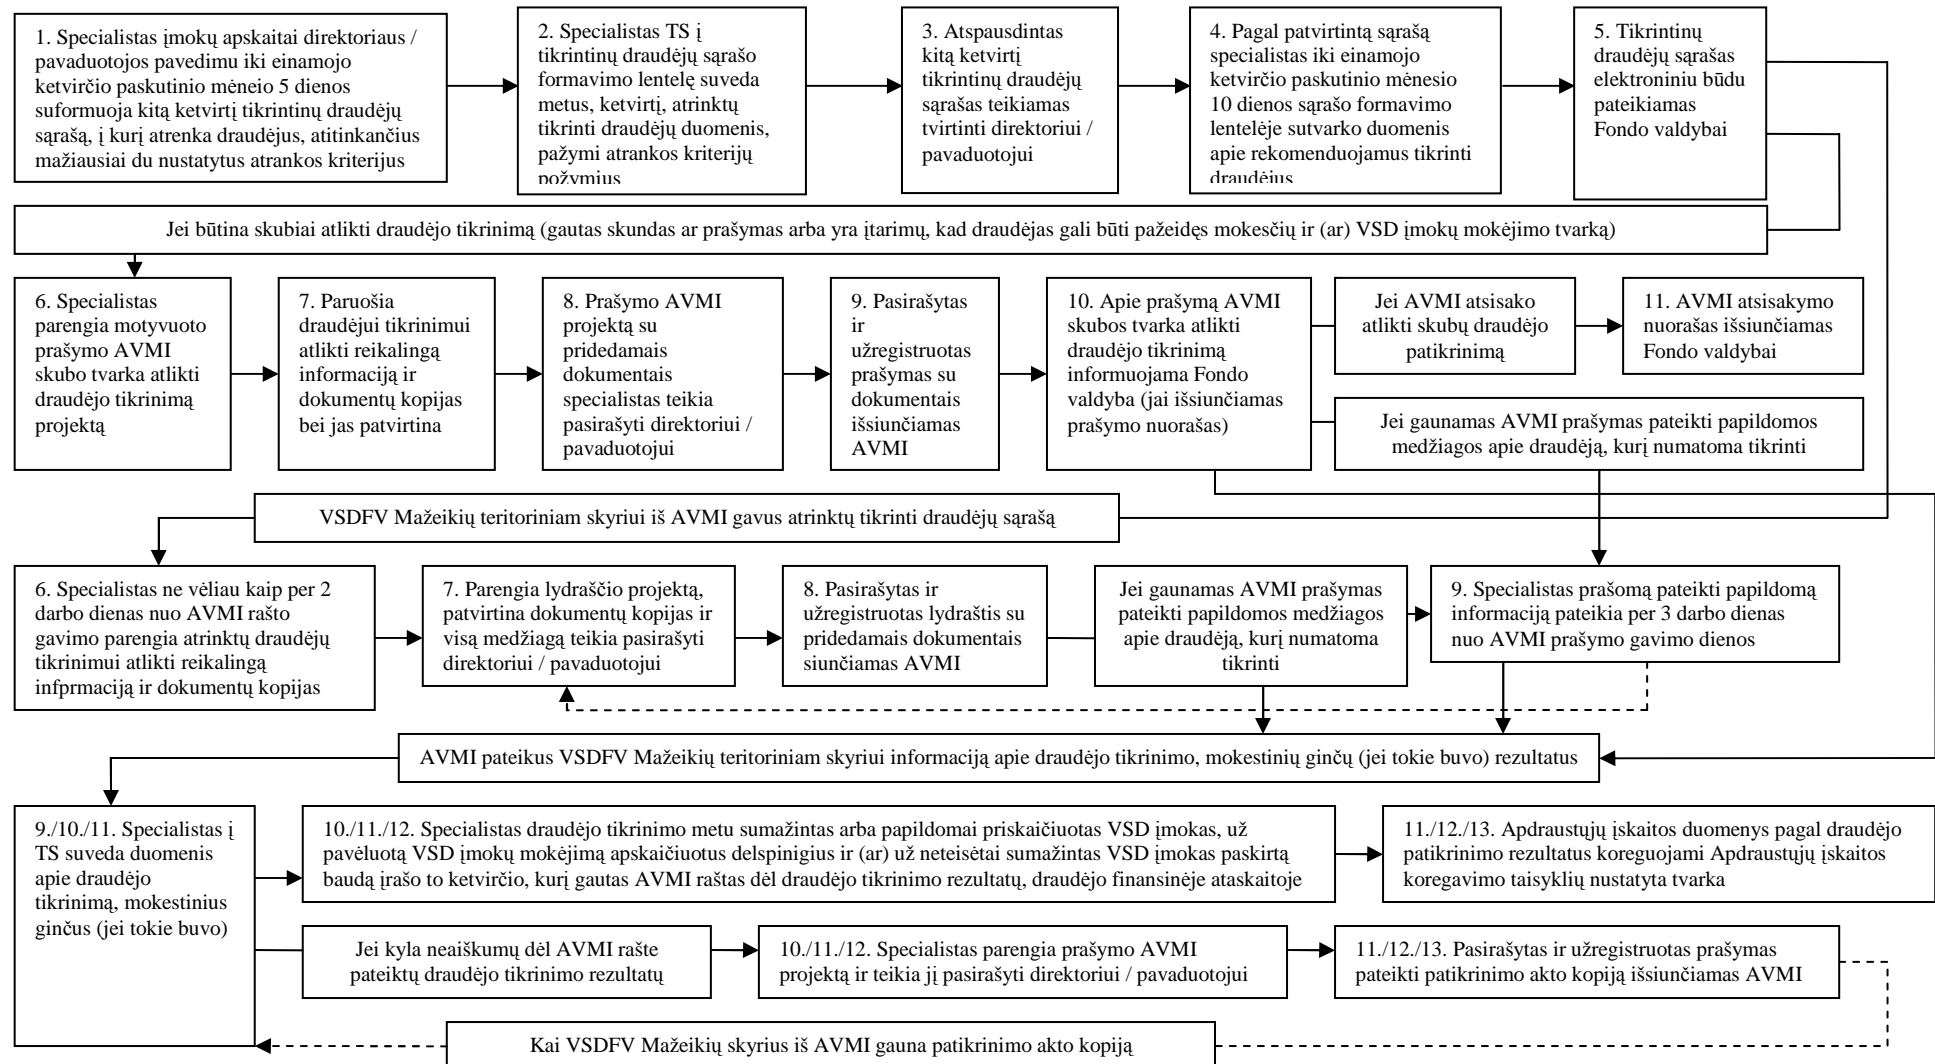 1. Specialistas įmokų apskaitai direktoriaus /
pavaduotojos pavedimu iki einamojo
ketvirčio paskutinio mėneio 5 dienos
suformuoja kitą ketvirtį tikrintinų draudėjų
sąrašą, į kurį atrenka draudėjus, atitinkančius
mažiausiai du nustatytus atrankos kriterijus
2. Specialistas TS į
tikrintinų draudėjų sąrašo
formavimo lentelę suveda
metus, ketvirtį, atrinktų
tikrinti draudėjų duomenis,
pažymi atrankos kriterijų
požymius
3. Atspausdintas
kitą ketvirtį
tikrintinų draudėjų
sąrašas teikiamas
tvirtinti direktoriui /
pavaduotojui
4. Pagal patvirtintą sąrašą
specialistas iki einamojo
ketvirčio paskutinio mėnesio
10 dienos sąrašo formavimo
lentelėje sutvarko duomenis
apie rekomenduojamus tikrinti
draudėjus
5. Tikrintinų
draudėjų sąrašas
elektroniniu būdu
pateikiamas
Fondo valdybai
Jei būtina skubiai atlikti draudėjo tikrinimą (gautas skundas ar prašymas arba yra įtarimų, kad draudėjas gali būti pažeidęs mokesčių ir (ar) VSD įmokų mokėjimo tvarką)
6. Specialistas
parengia motyvuoto
prašymo AVMI
skubo tvarka atlikti
draudėjo tikrinimą
projektą
7. Paruošia
draudėjui tikrinimui
atlikti reikalingą
informaciją ir
dokumentų kopijas
bei jas patvirtina
8. Prašymo AVMI
projektą su
pridedamais
dokumentais
specialistas teikia
pasirašyti direktoriui /
pavaduotojui
9. Pasirašytas
ir
užregistruotas
prašymas su
dokumentais
išsiunčiamas
AVMI
10. Apie prašymą AVMI
skubos tvarka atlikti
draudėjo tikrinimą
informuojama Fondo
valdyba (jai išsiunčiamas
prašymo nuorašas)
Jei AVMI atsisako
atlikti skubų draudėjo
patikrinimą
11. AVMI atsisakymo
nuorašas išsiunčiamas
Fondo valdybai
Jei gaunamas AVMI prašymas pateikti papildomos
medžiagos apie draudėją, kurį numatoma tikrinti
VSDFV Mažeikių teritoriniam skyriui iš AVMI gavus atrinktų tikrinti draudėjų sąrašą
6. Specialistas ne vėliau kaip per 2
darbo dienas nuo AVMI rašto
gavimo parengia atrinktų draudėjų
tikrinimui atlikti reikalingą
infprmaciją ir dokumentų kopijas
7. Parengia lydraščio projektą,
patvirtina dokumentų kopijas ir
visą medžiagą teikia pasirašyti
direktoriui / pavaduotojui
8. Pasirašytas ir
užregistruotas lydraštis su
pridedamais dokumentais
siunčiamas AVMI
Jei gaunamas AVMI prašymas
pateikti papildomos medžiagos
apie draudėją, kurį numatoma
tikrinti
9. Specialistas prašomą pateikti papildomą
informaciją pateikia per 3 darbo dienas
nuo AVMI prašymo gavimo dienos
AVMI pateikus VSDFV Mažeikių teritoriniam skyriui informaciją apie draudėjo tikrinimo, mokestinių ginčų (jei tokie buvo) rezultatus
9./10./11. Specialistas į
TS suveda duomenis
apie draudėjo
tikrinimą, mokestinius
ginčus (jei tokie buvo)
10./11./12. Specialistas draudėjo tikrinimo metu sumažintas arba papildomai priskaičiuotas VSD įmokas, už
pavėluotą VSD įmokų mokėjimą apskaičiuotus delspinigius ir (ar) už neteisėtai sumažintas VSD įmokas paskirtą
baudą įrašo to ketvirčio, kurį gautas AVMI raštas dėl draudėjo tikrinimo rezultatų, draudėjo finansinėje ataskaitoje
11./12./13. Apdraustųjų įskaitos duomenys pagal draudėjo
patikrinimo rezultatus koreguojami Apdraustųjų įskaitos
koregavimo taisyklių nustatyta tvarka
Jei kyla neaiškumų dėl AVMI rašte
pateiktų draudėjo tikrinimo rezultatų
10./11./12. Specialistas parengia prašymo AVMI
projektą ir teikia jį pasirašyti direktoriui / pavaduotojui
11./12./13. Pasirašytas ir užregistruotas prašymas
pateikti patikrinimo akto kopiją išsiunčiamas AVMI
Kai VSDFV Mažeikių skyrius iš AVMI gauna patikrinimo akto kopiją